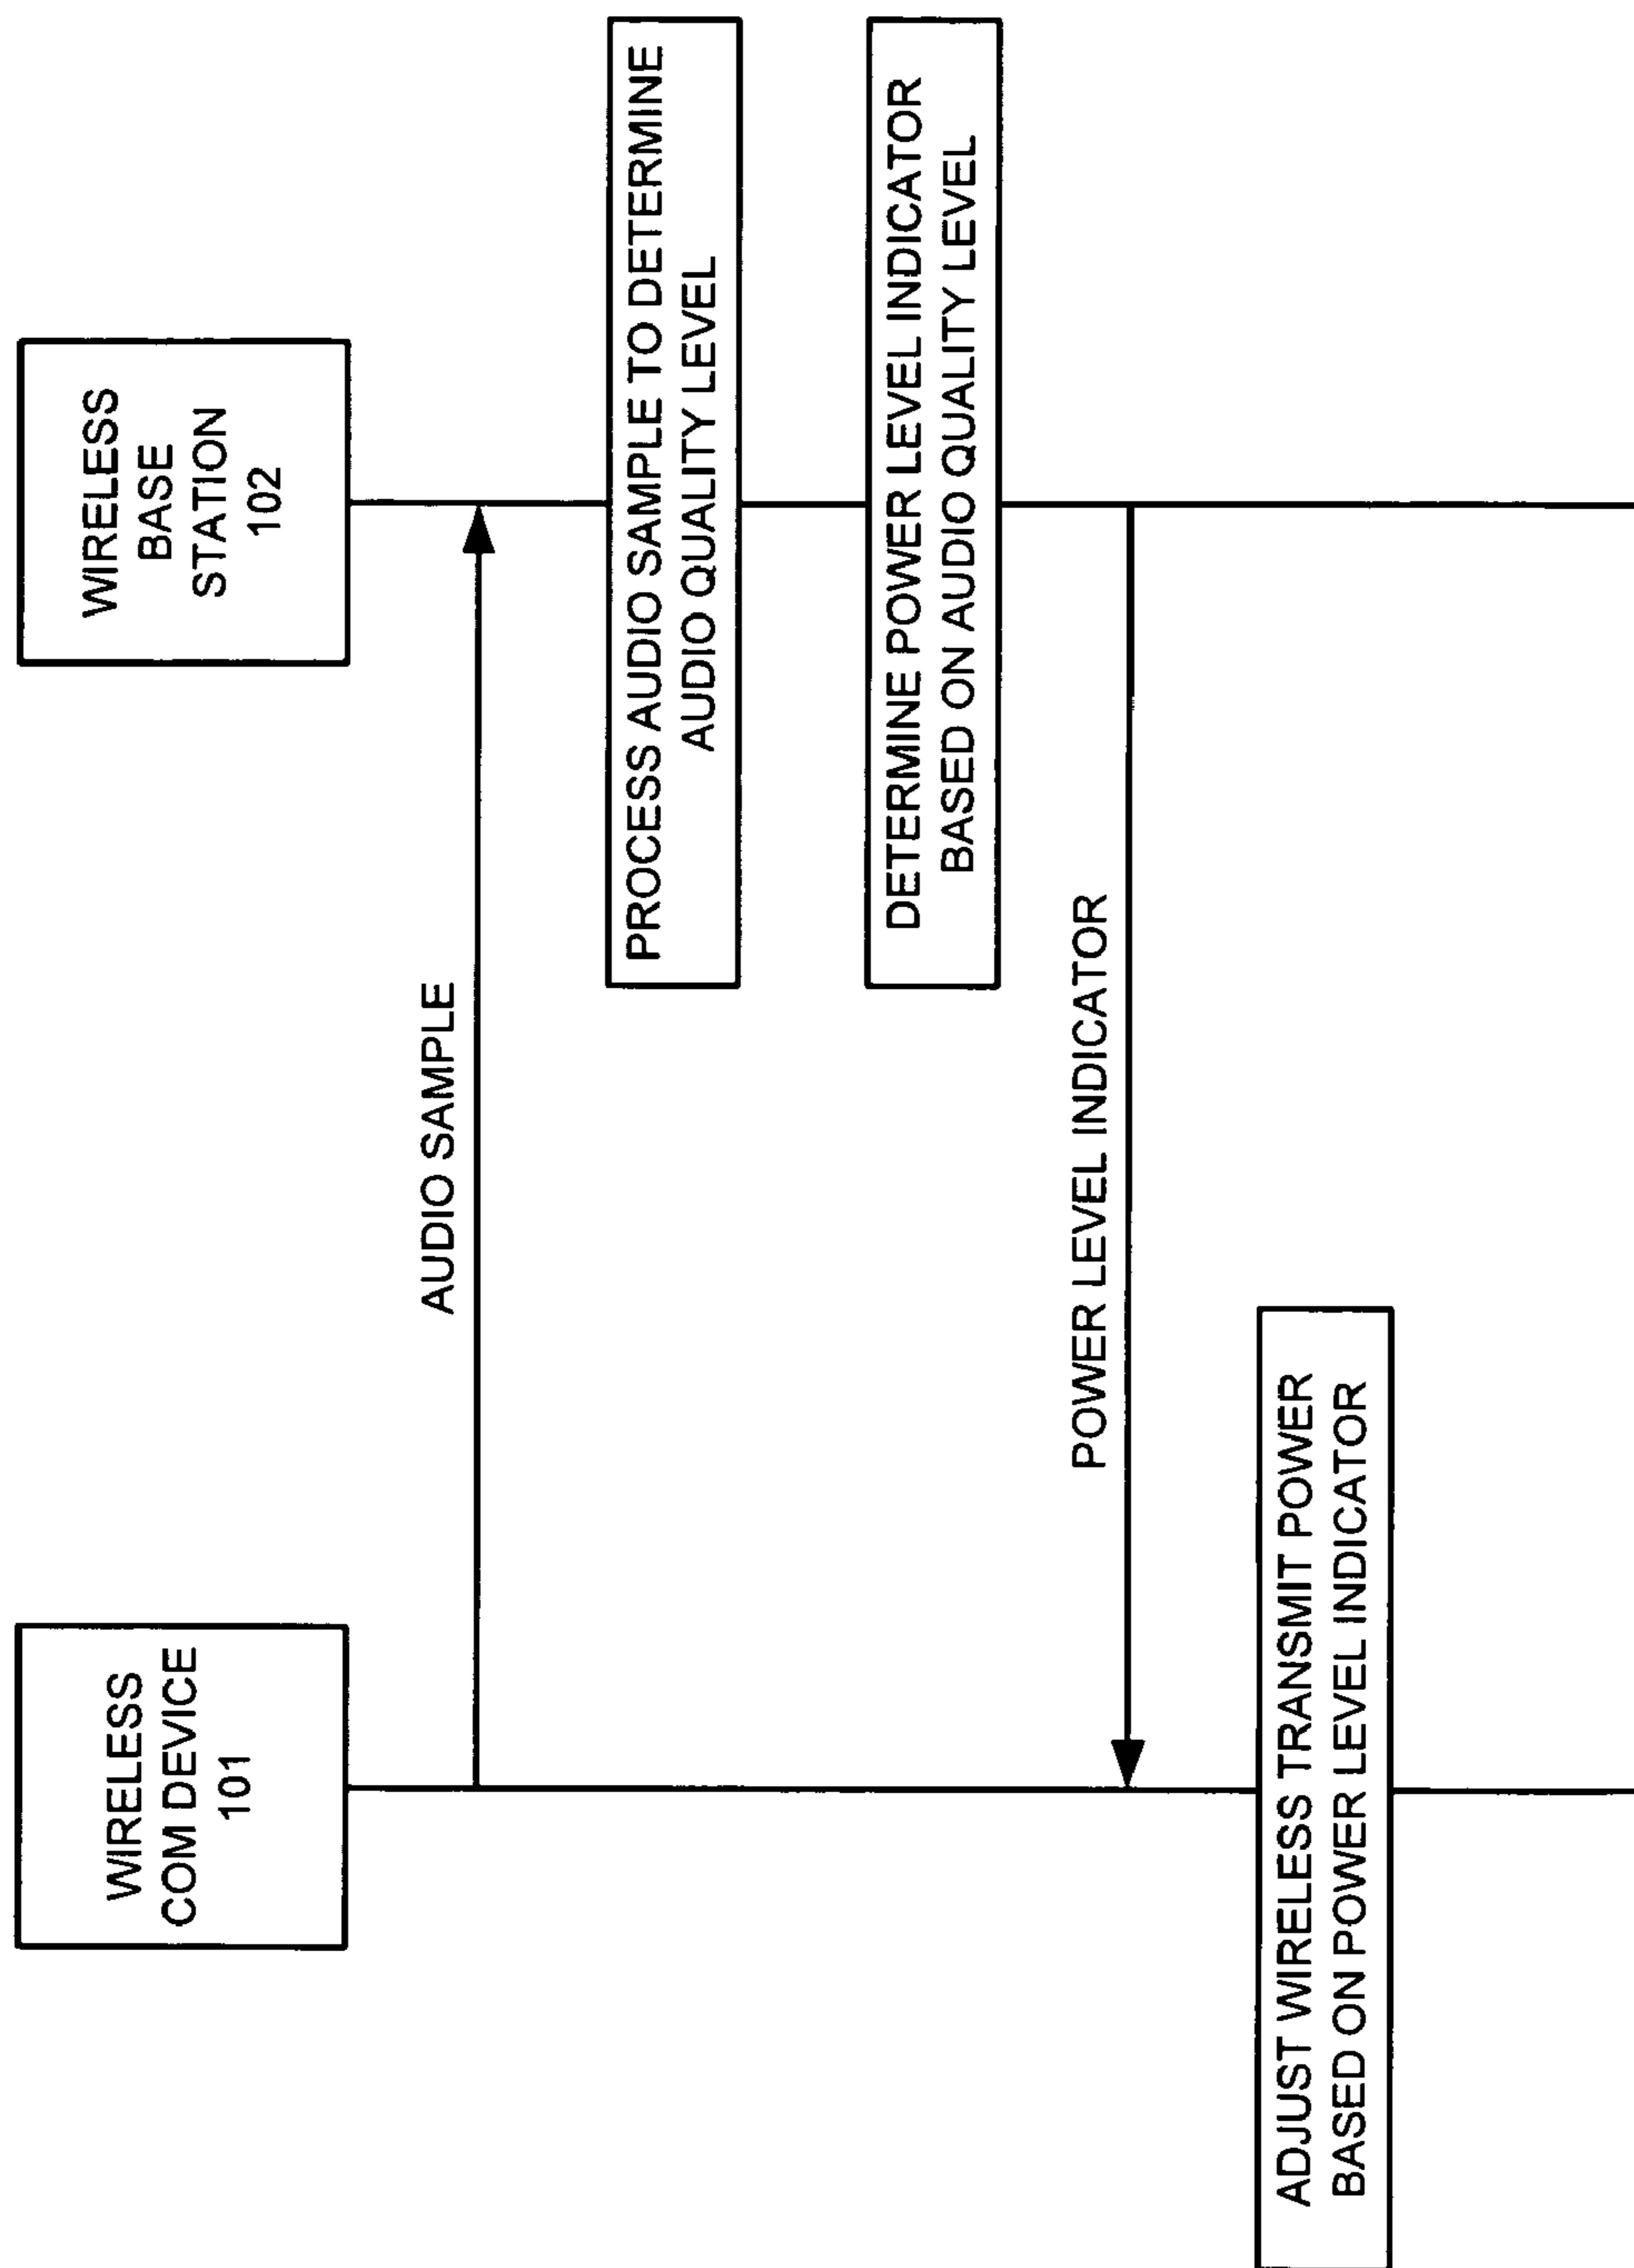 WIRELESS
COM DEVICE
101
WIRELESS
BASE
STATION
102
AUDIO SAMPLE
PROCESS AUDIO SAMPLE TO DETERMINE
AUDIO QUALITY LEVEL
DETERMINE POWER LEVEL INDICATOR
BASED ON AUDIO QUALITY LEVEL
POWER LEVEL INDICATOR
ADJUST WIRELESS TRANSMIT POWER
BASED ON POWER LEVEL INDICATOR